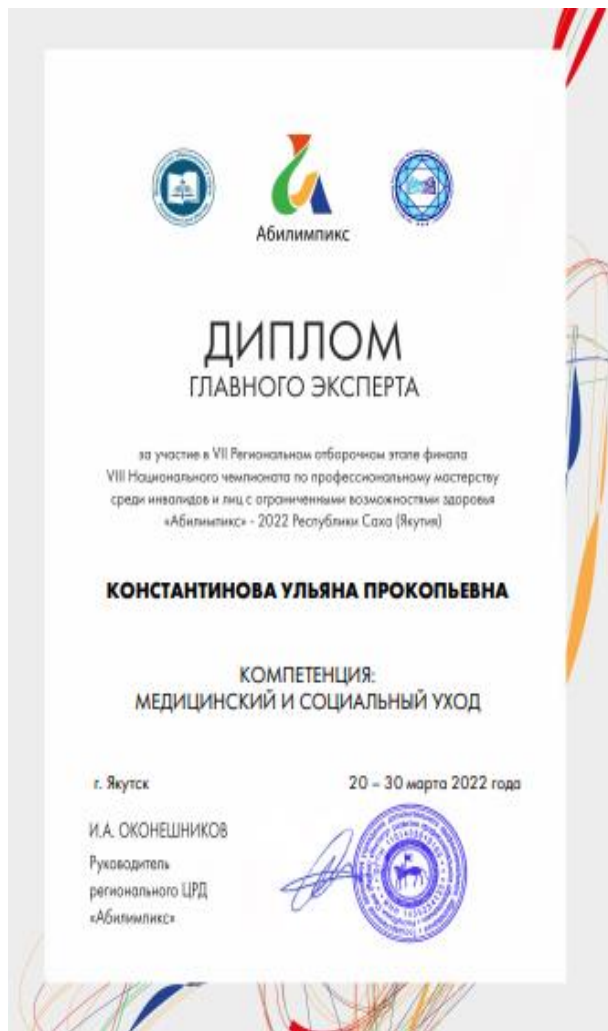 Абилимпикс
ДИПЛОМ
ГЛАВНОГО ЭКСПЕРТА
за участие в VII Региональном отборочном этапе финала
VIII Национального чемпионата по профессиональному мастерству
среди инвалидов и лиц с ограниченными возможностями здоровья
«Абилимпикс» - 2022 Республики Саха (Якутия)
КОНСТАНТИНОВА УЛЬЯНА ПРОКОПЬЕВНА
КОМПЕТЕНЦИЯ:
МЕДИЦИНСКИЙ И СОЦИАЛЬНЫЙ УХОД
г. Якутск
20 – 30 марта 2022 года
И.А. ОКОНЕШНИКОВ
Руководитель
регионального ЦРД
«Абилимпикс»